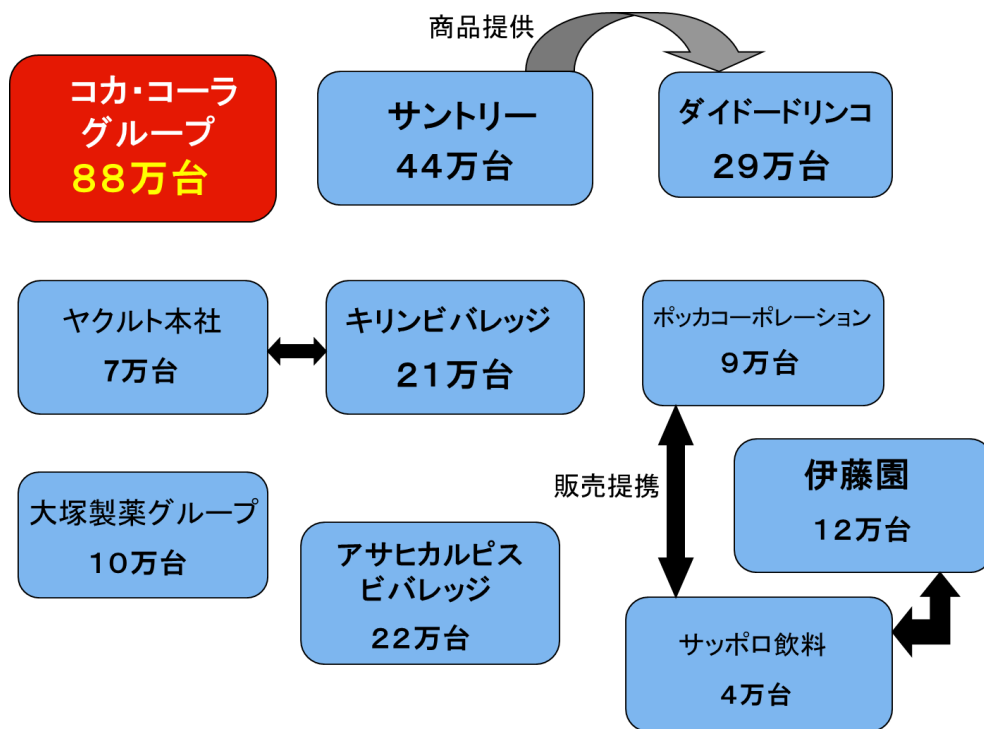 商品提供
コカ・コーラ
グループ
８８万台
サントリー
４４万台
ダイドードリンコ
２９万台
ヤクルト本社
７万台
キリンビバレッジ
２１万台
ポッカコーポレーション
９万台
販売提携
伊藤園
１２万台
大塚製薬グループ
１０万台
アサヒカルピス
ビバレッジ
２２万台
サッポロ飲料
４万台